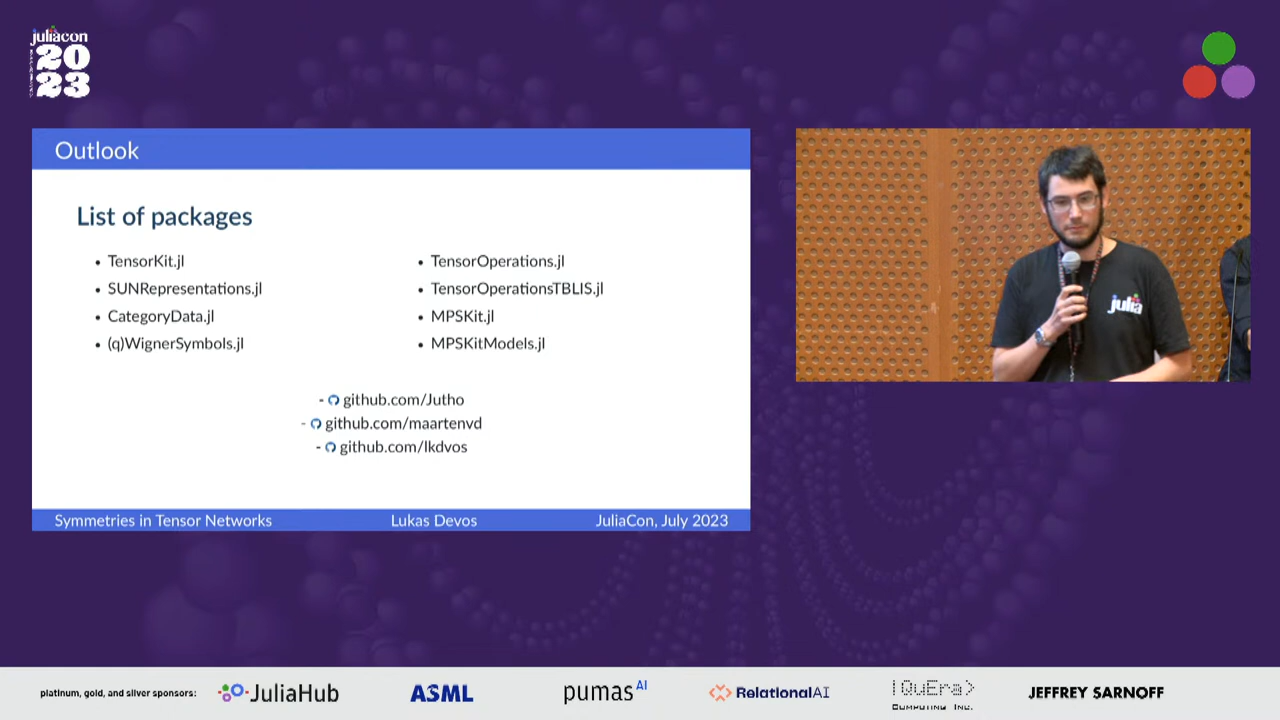 juliacon
2023
Outlook
List of packages
• TensorKit.jl
• SUNRepresentations.jl
• CategoryData.jl
• (q)WignerSymbols.jl
• TensorOperations.jl
• TensorOperationsTBLIS.jl
• MPSKit.jl
• MPSKitModels.jl
- github.com/Jutho
- github.com/maartenvd
- github.com/lkdvos
Symmetries in Tensor Networks Lukas Devos JuliaCon, July 2023
julia
platinum, gold, and silver sponsors: JuliaHub ASML pumas AI RelationalAI |QuEra> JEFFREY SARNOFF
COMPUTING INC.